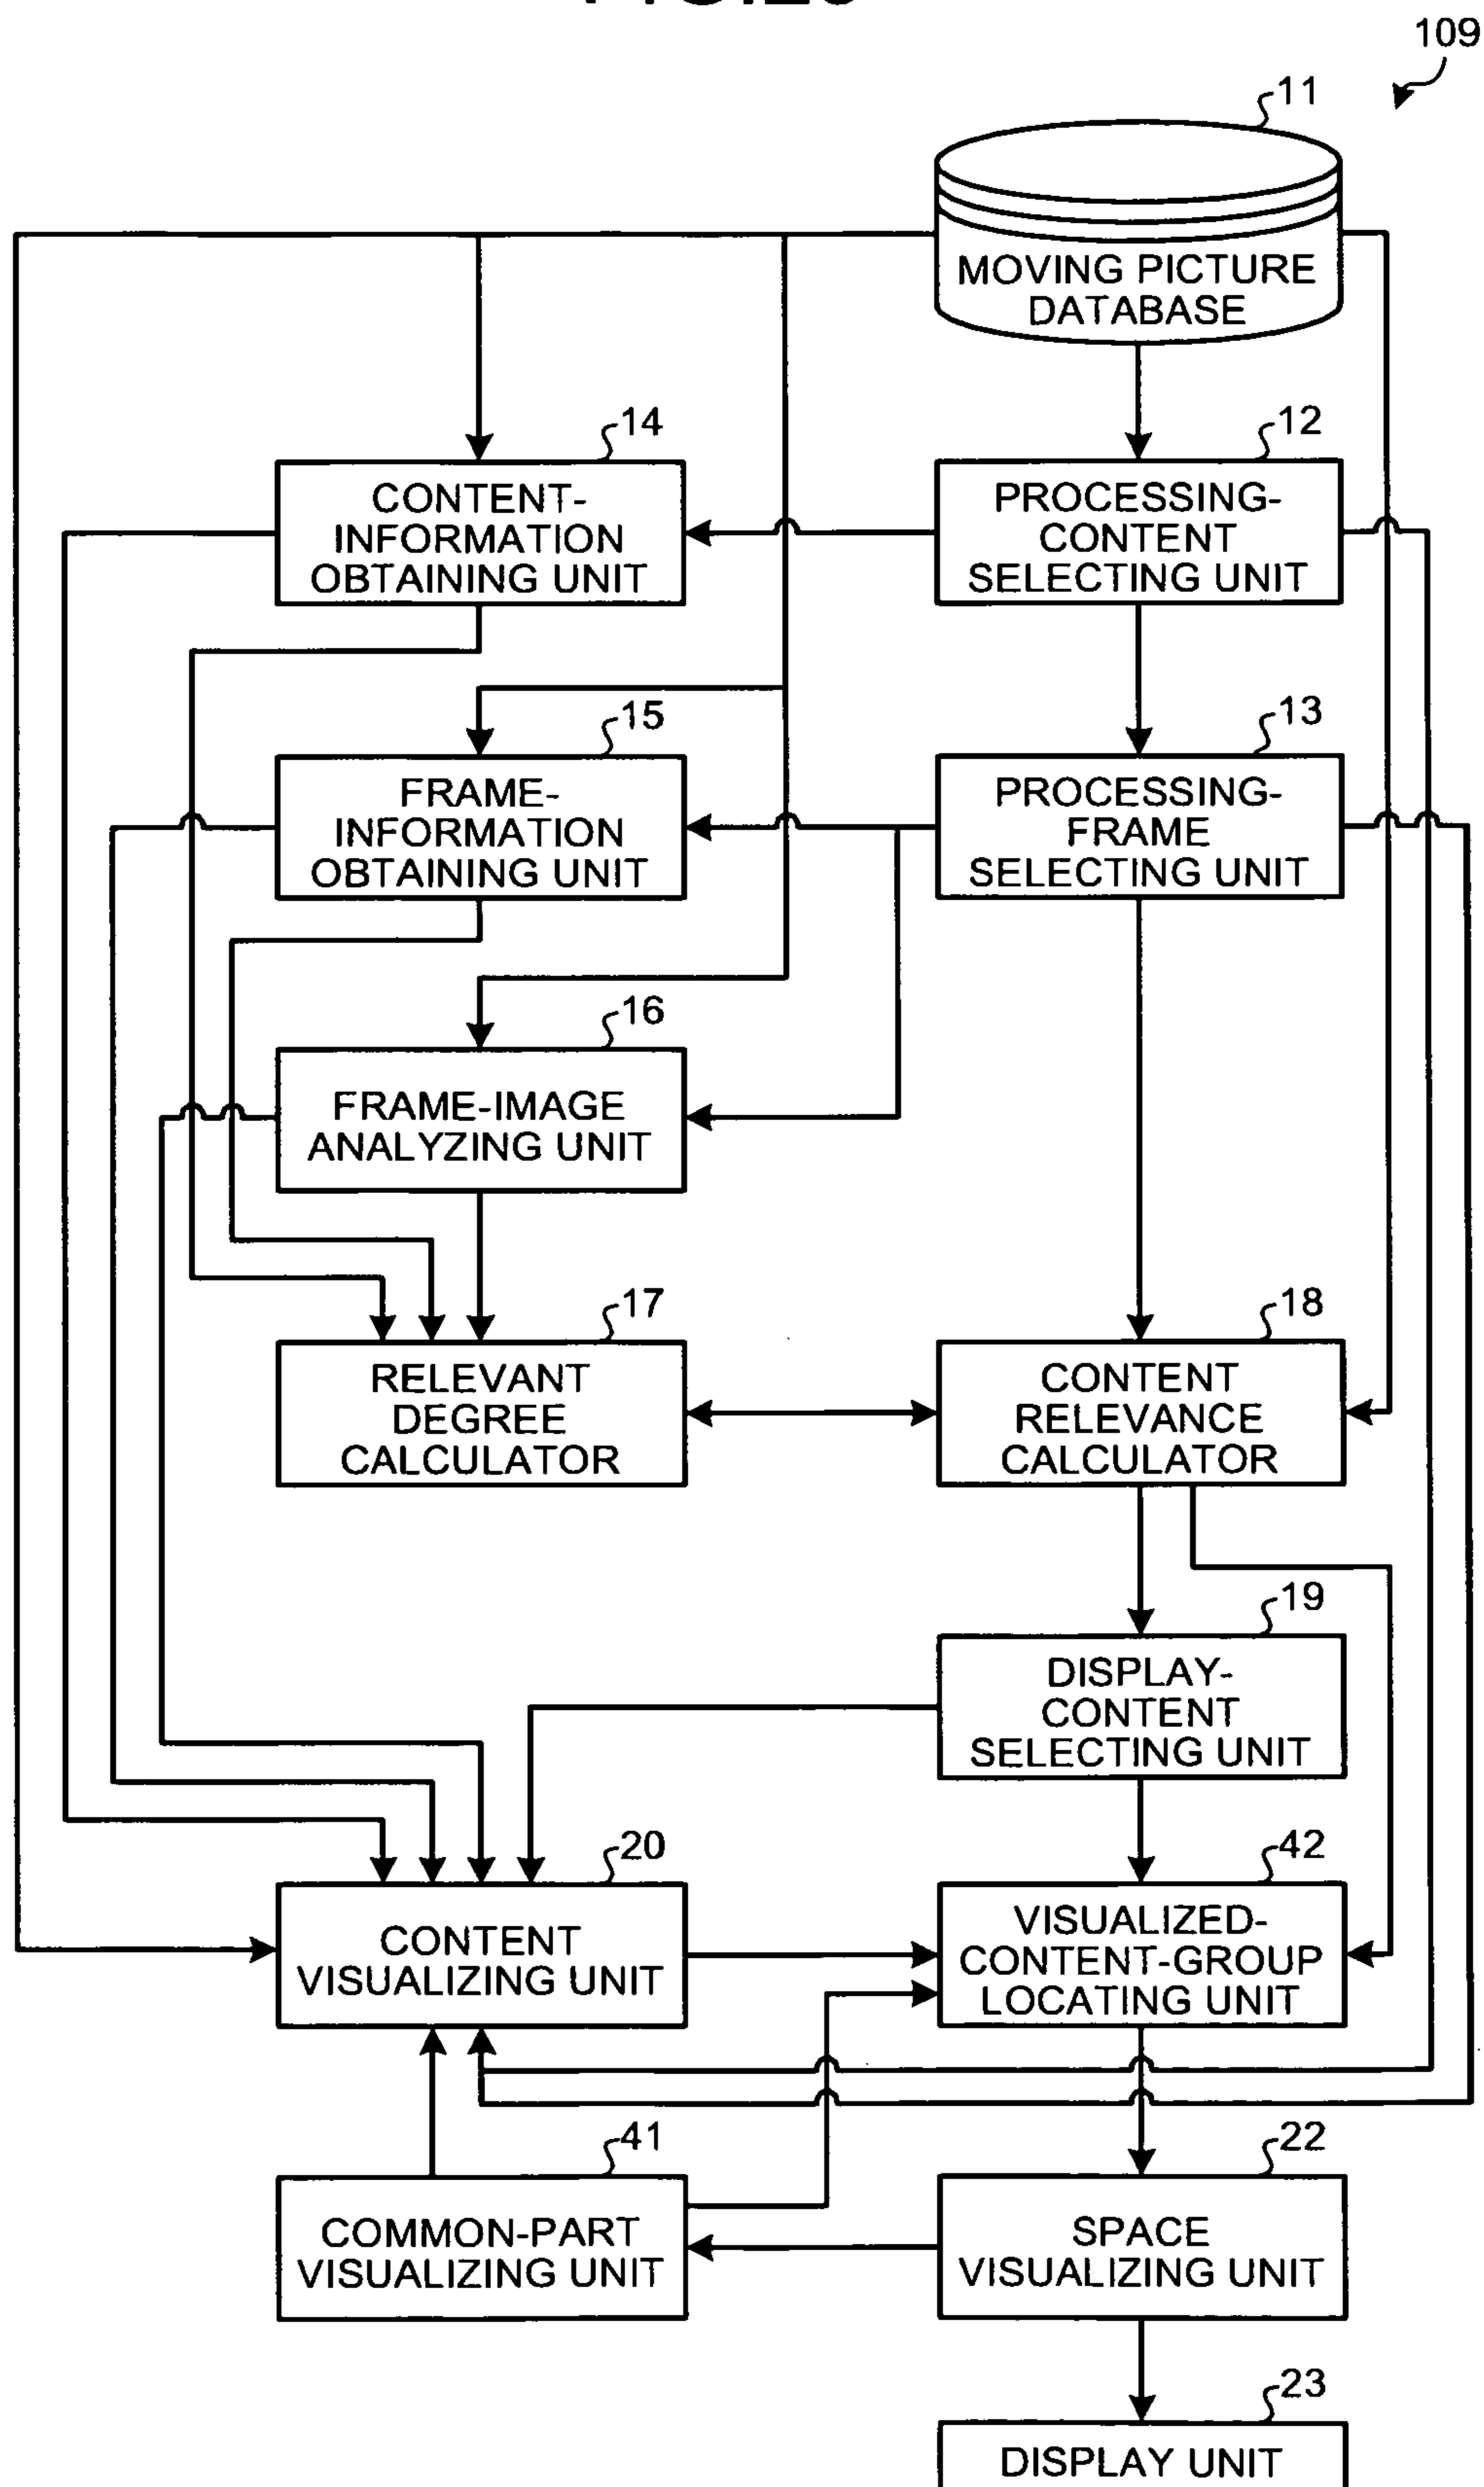 109
11
MOVING PICTURE
DATABASE
14
CONTENT-
INFORMATION
OBTAINING UNIT
12
PROCESSING-
CONTENT
SELECTING UNIT
15
FRAME-
INFORMATION
OBTAINING UNIT
13
PROCESSING-
FRAME
SELECTING UNIT
16
FRAME-IMAGE
ANALYZING UNIT
17
RELEVANT
DEGREE
CALCULATOR
18
CONTENT
RELEVANCE
CALCULATOR
19
DISPLAY-
CONTENT
SELECTING UNIT
20
CONTENT
VISUALIZING UNIT
42
VISUALIZED-
CONTENT-GROUP
LOCATING UNIT
41
COMMON-PART
VISUALIZING UNIT
22
SPACE
VISUALIZING UNIT
23
DISPLAY UNIT